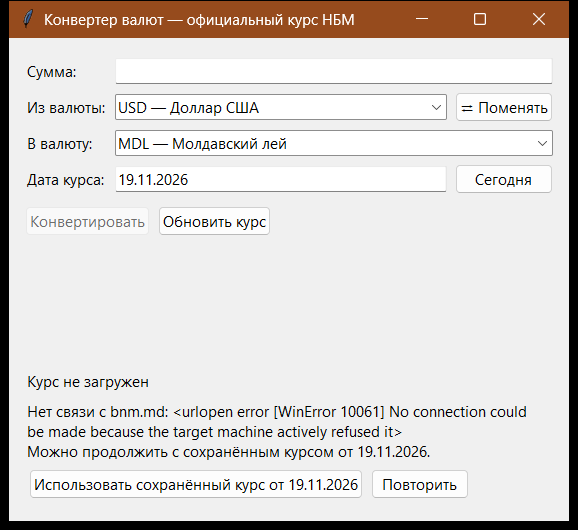 Конвертер валют — официальный курс НБМ
Сумма:
Из валюты: USD — Доллар США ⇄ Поменять
В валюту: MDL — Молдавский лей
Дата курса: 19.11.2026 Сегодня
Конвертировать Обновить курс
Курс не загружен
Нет связи с bnm.md: <urlopen error [WinError 10061] No connection could
be made because the target machine actively refused it>
Можно продолжить с сохранённым курсом от 19.11.2026.
Использовать сохранённый курс от 19.11.2026 Повторить